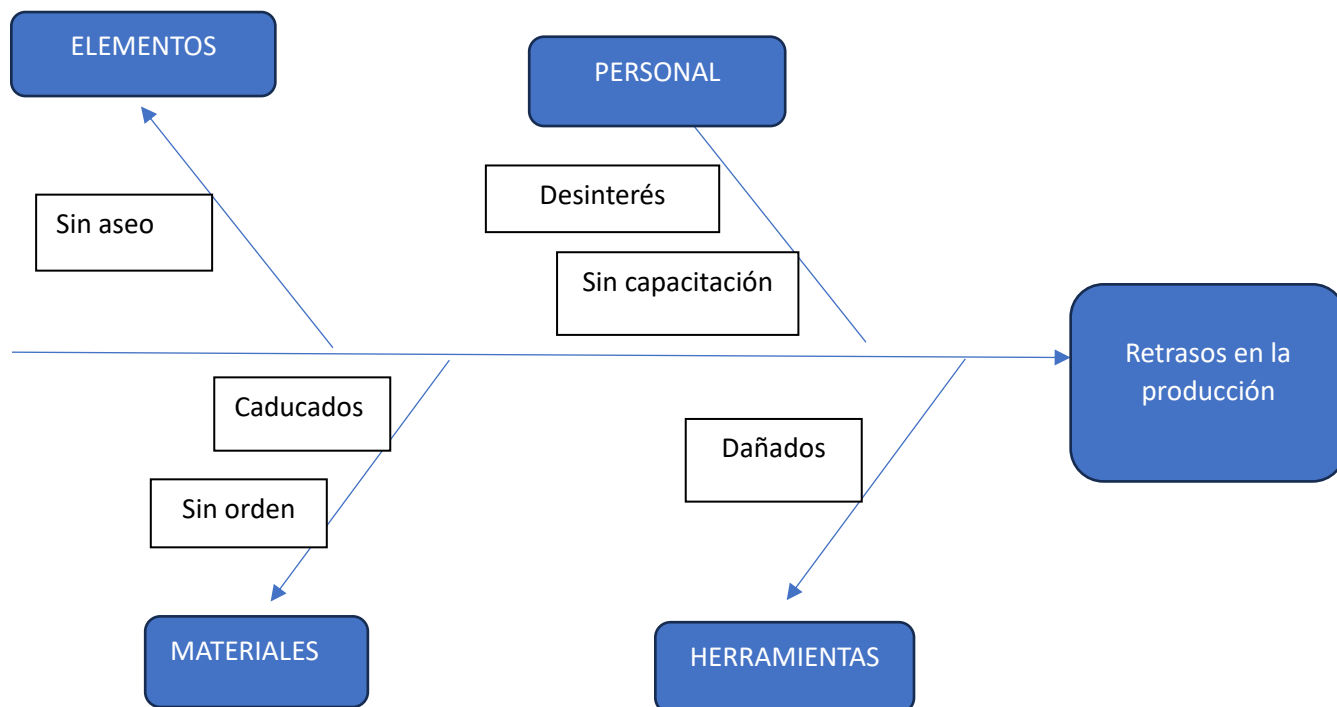 ELEMENTOS
PERSONAL
Desinterés
Sin aseo
Sin capacitación
Retrasos en la
producción
Caducados
Dañados
Sin orden
MATERIALES
HERRAMIENTAS